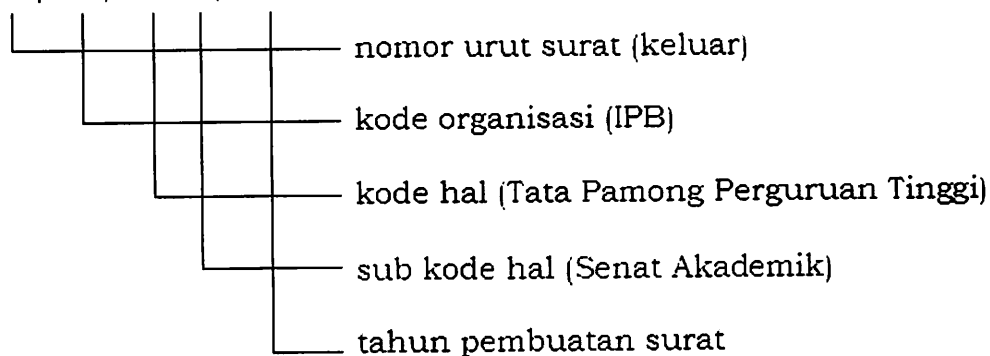 nomor urut surat (keluar)
kode organisasi (IPB)
kode hal (Tata Pamong Perguruan Tinggi)
sub kode hal (Senat Akademik)
tahun pembuatan surat